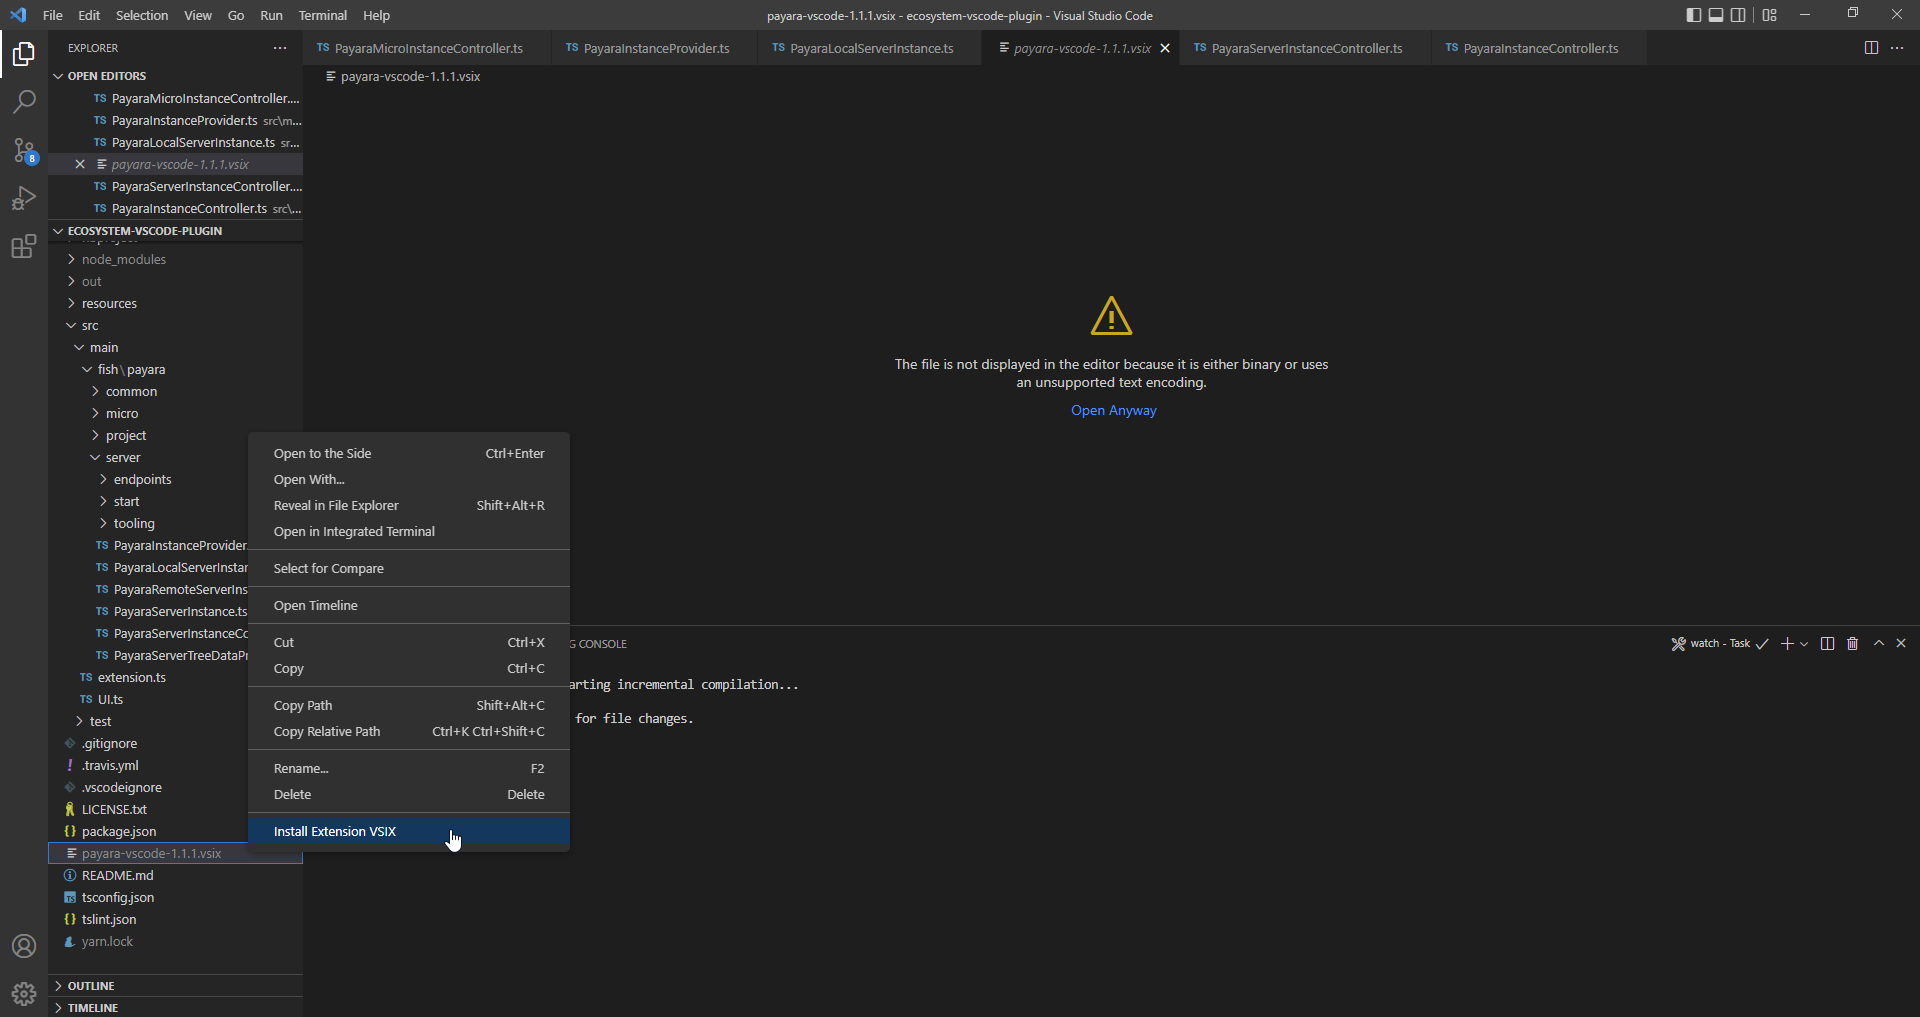 File Edit Selection View Go Run Terminal Help
payara-vscode-1.1.1.vsix - ecosystem-vscode-plugin - Visual Studio Code
EXPLORER
OPEN EDITORS
TS PayaraMicroInstanceController....
TS PayaraInstanceProvider.ts src\m...
TS PayaraLocalServerInstance.ts sr...
payara-vscode-1.1.1.vsix
TS PayaraServerInstanceController....
TS PayaraInstanceController.ts src\...
8
ECOSYSTEM-VSCODE-PLUGIN
node_modules
out
resources
src
main
fish\payara
common
micro
project
server
endpoints
start
tooling
TS PayaraInstanceProvider.
TS PayaraLocalServerInstan
TS PayaraRemoteServerIns
TS PayaraServerInstance.ts
TS PayaraServerInstanceCo
TS PayaraServerTreeDataPr
TS extension.ts
TS UI.ts
test
.gitignore
! .travis.yml
.vscodeignore
LICENSE.txt
{} package.json
payara-vscode-1.1.1.vsix
README.md
TS tsconfig.json
{} tslint.json
yarn.lock
OUTLINE
TIMELINE
TS PayaraMicroInstanceController.ts
TS PayaraInstanceProvider.ts
TS PayaraLocalServerInstance.ts
payara-vscode-1.1.1.vsix
TS PayaraServerInstanceController.ts
TS PayaraInstanceController.ts
payara-vscode-1.1.1.vsix
The file is not displayed in the editor because it is either binary or uses
an unsupported text encoding.
Open Anyway
Open to the Side Ctrl+Enter
Open With...
Reveal in File Explorer Shift+Alt+R
Open in Integrated Terminal
Select for Compare
Open Timeline
Cut Ctrl+X
Copy Ctrl+C
Copy Path Shift+Alt+C
Copy Relative Path Ctrl+K Ctrl+Shift+C
Rename... F2
Delete Delete
Install Extension VSIX
G CONSOLE
watch - Task
arting incremental compilation...
for file changes.